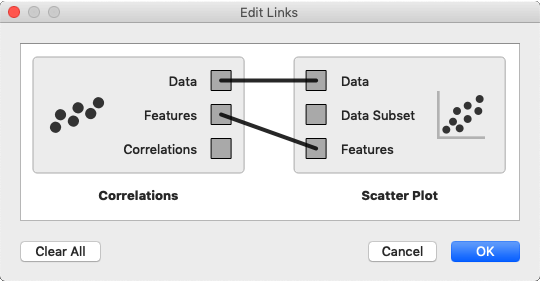 Edit Links
Data Data
Features Data Subset
Correlations Features
Correlations Scatter Plot
Clear All Cancel OK